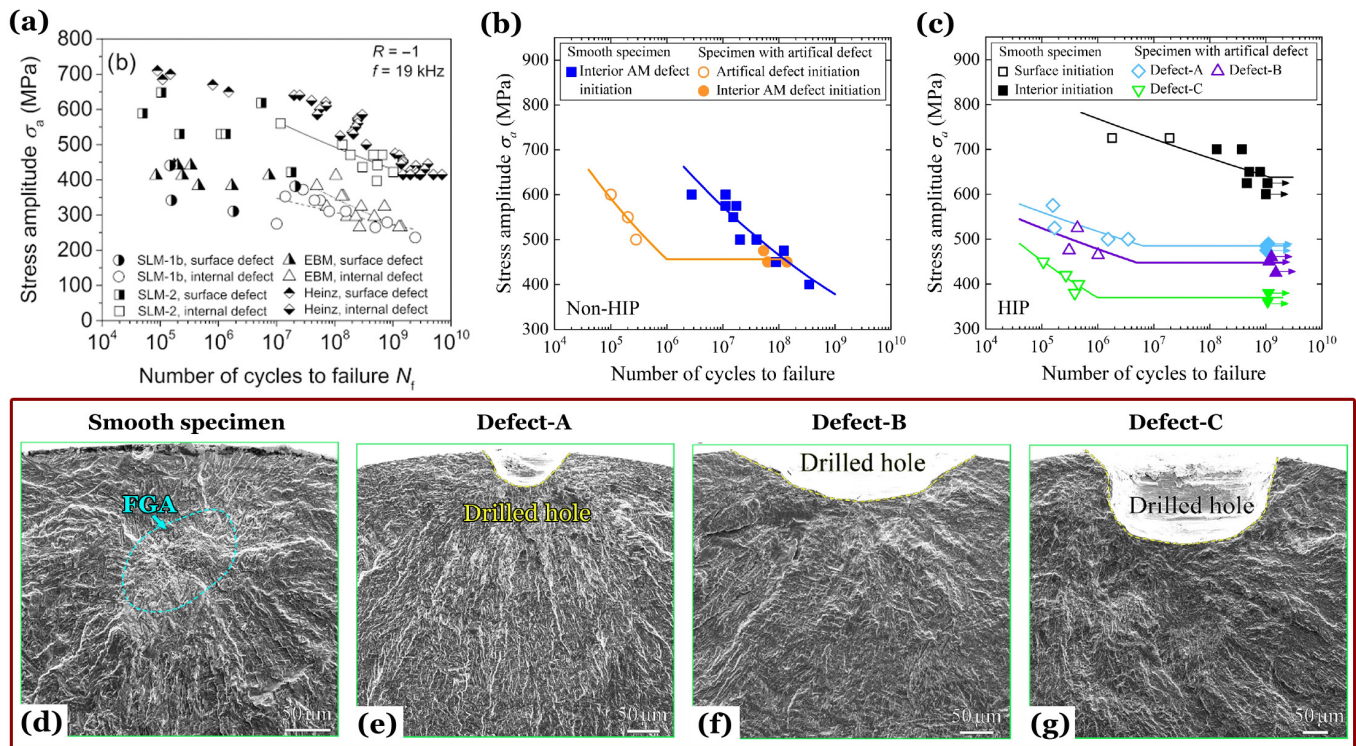 (a)
(b)
R = −1
f = 19 kHz
Stress amplitude σa (MPa)
800
700
600
500
400
300
200
100
0
SLM-1b, surface defect
EBM, surface defect
SLM-1b, internal defect
EBM, internal defect
SLM-2, surface defect
Heinz, surface defect
SLM-2, internal defect
Heinz, internal defect
10^4 10^5 10^6 10^7 10^8 10^9 10^10
Number of cycles to failure Nf
(b)
Smooth specimen
Interior AM defect
initiation
Specimen with artifical defect
Artifical defect initiation
Interior AM defect initiation
Stress amplitude σa (MPa)
900
800
700
600
500
400
300
Non-HIP
10^4 10^5 10^6 10^7 10^8 10^9 10^10
Number of cycles to failure
(c)
Smooth specimen
Surface initiation
Interior initiation
Specimen with artifical defect
Defect-A
Defect-B
Defect-C
Stress amplitude σa (MPa)
900
800
700
600
500
400
300
HIP
10^4 10^5 10^6 10^7 10^8 10^9 10^10
Number of cycles to failure
Smooth specimen
FGA
(d)
50 μm
Defect-A
Drilled hole
(e)
50 μm
Defect-B
Drilled hole
(f)
50 μm
Defect-C
Drilled hole
(g)
50 μm